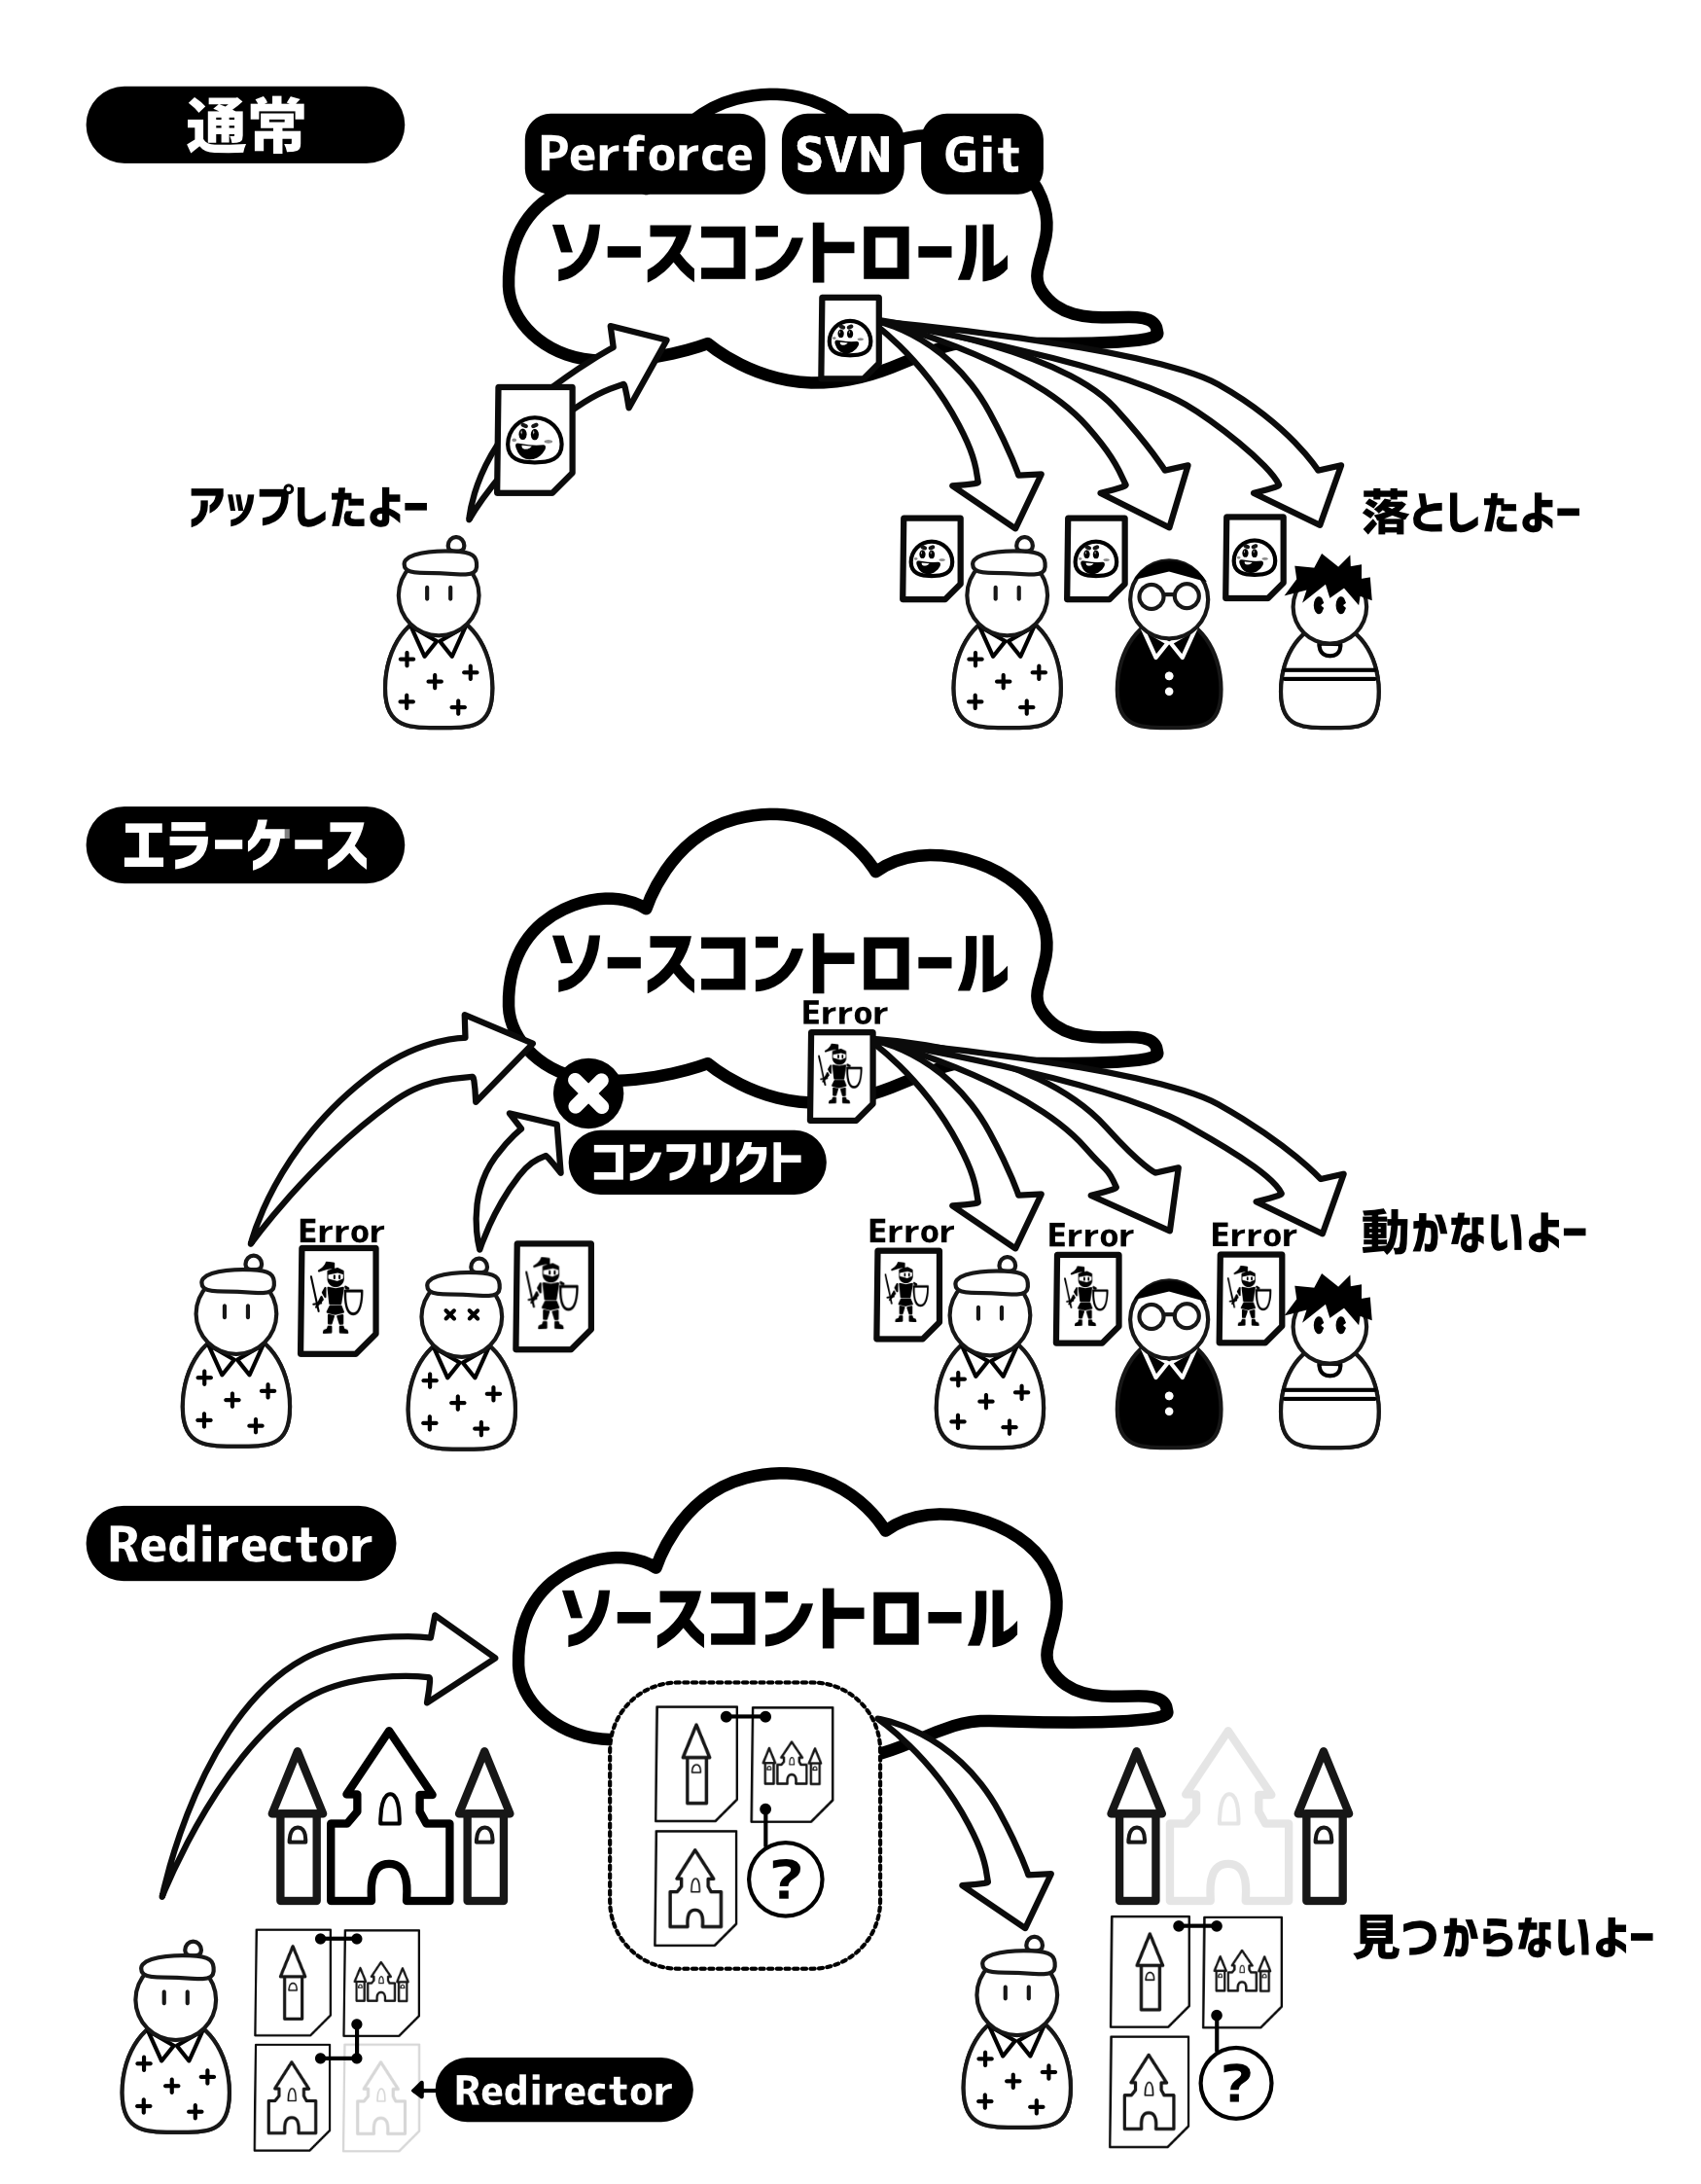 通常
Perforce SVN Git
ソースコントロール
アップしたよー
落としたよー
エラーケース
ソースコントロール
Error
コンフリクト
Error
Error
Error
Error
動かないよー
Redirector
ソースコントロール
?
見つからないよー
?
Redirector